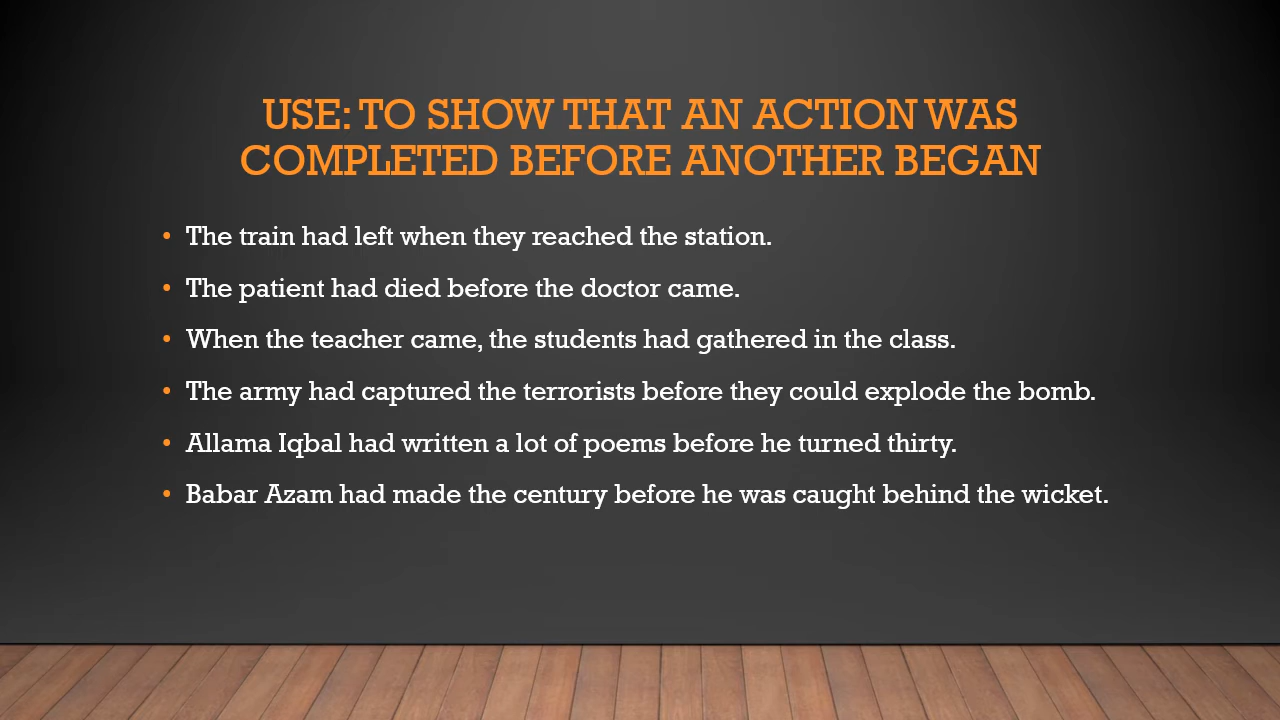 USE: TO SHOW THAT AN ACTION WAS
COMPLETED BEFORE ANOTHER BEGAN
• The train had left when they reached the station.
• The patient had died before the doctor came.
• When the teacher came, the students had gathered in the class.
• The army had captured the terrorists before they could explode the bomb.
• Allama Iqbal had written a lot of poems before he turned thirty.
• Babar Azam had made the century before he was caught behind the wicket.